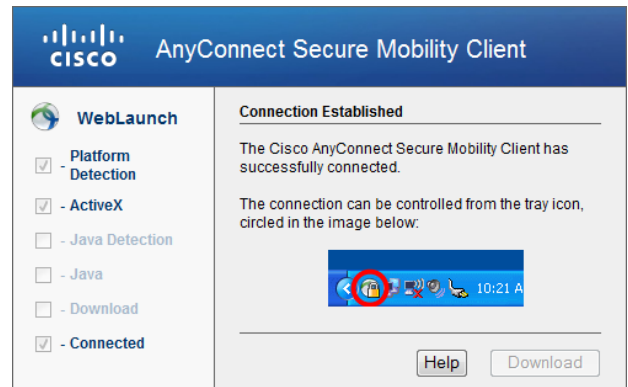 CISCO
AnyConnect Secure Mobility Client
WebLaunch
- Platform
Detection
- ActiveX
- Java Detection
- Java
- Download
- Connected
Connection Established
The Cisco AnyConnect Secure Mobility Client has
successfully connected.
The connection can be controlled from the tray icon,
circled in the image below:
10:21 A
Help
Download